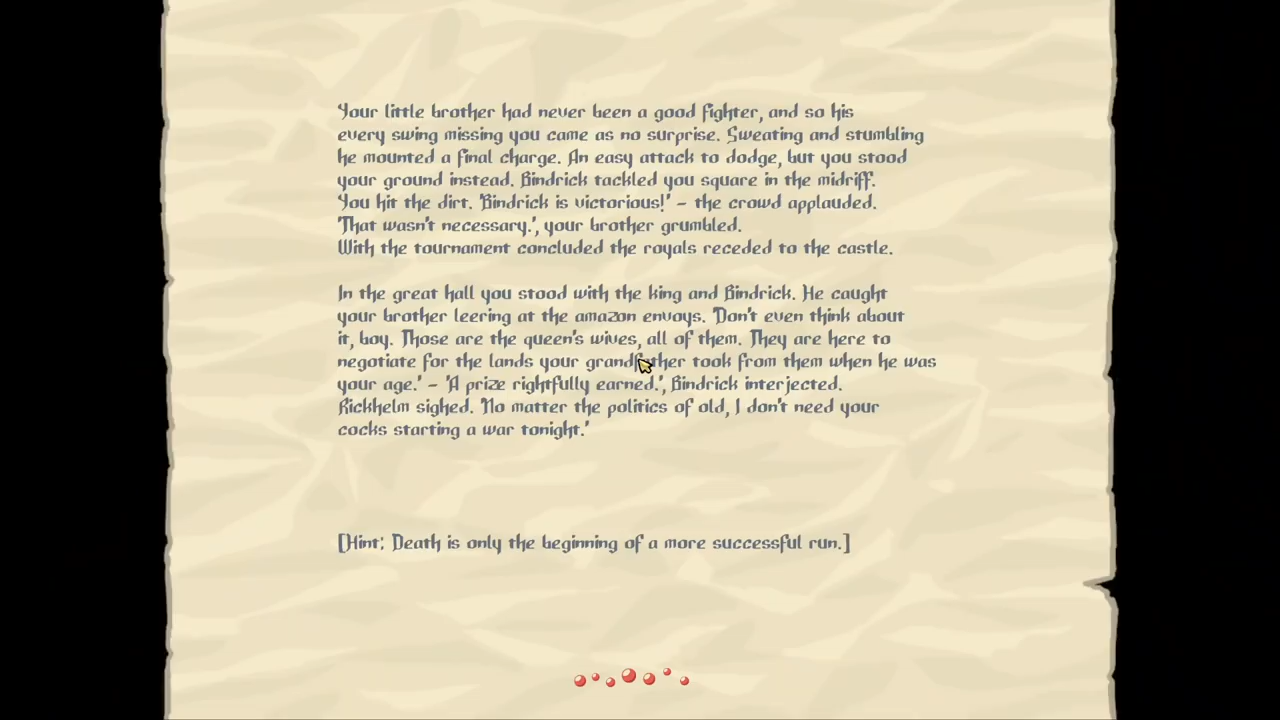 Your little brother had never been a good fighter, and so his
every swing missing you came as no surprise. Sweating and stumbling
he mounted a final charge. An easy attack to dodge, but you stood
your ground instead. Bindrick tackled you square in the midriff.
You hit the dirt. 'Bindrick is victorious!' - the crowd applauded.
'That wasn't necessary.', your brother grumbled.
With the tournament concluded the royals receded to the castle.
In the great hall you stood with the king and Bindrick. He caught
your brother leering at the amazon envoys. 'Don't even think about
it, boy. Those are the queen's wives, all of them. They are here to
negotiate for the lands your grandfather took from them when he was
your age.' - 'A prize rightfully earned.', Bindrick interjected.
Rickhelm sighed. 'No matter the politics of old, I don't need your
cocks starting a war tonight.'
[Hint: Death is only the beginning of a more successful run.]